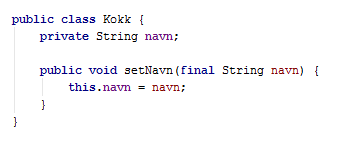 public class Kokk {
    private String navn;

    public void setNavn(final String navn) {
        this.navn = navn;
    }
}